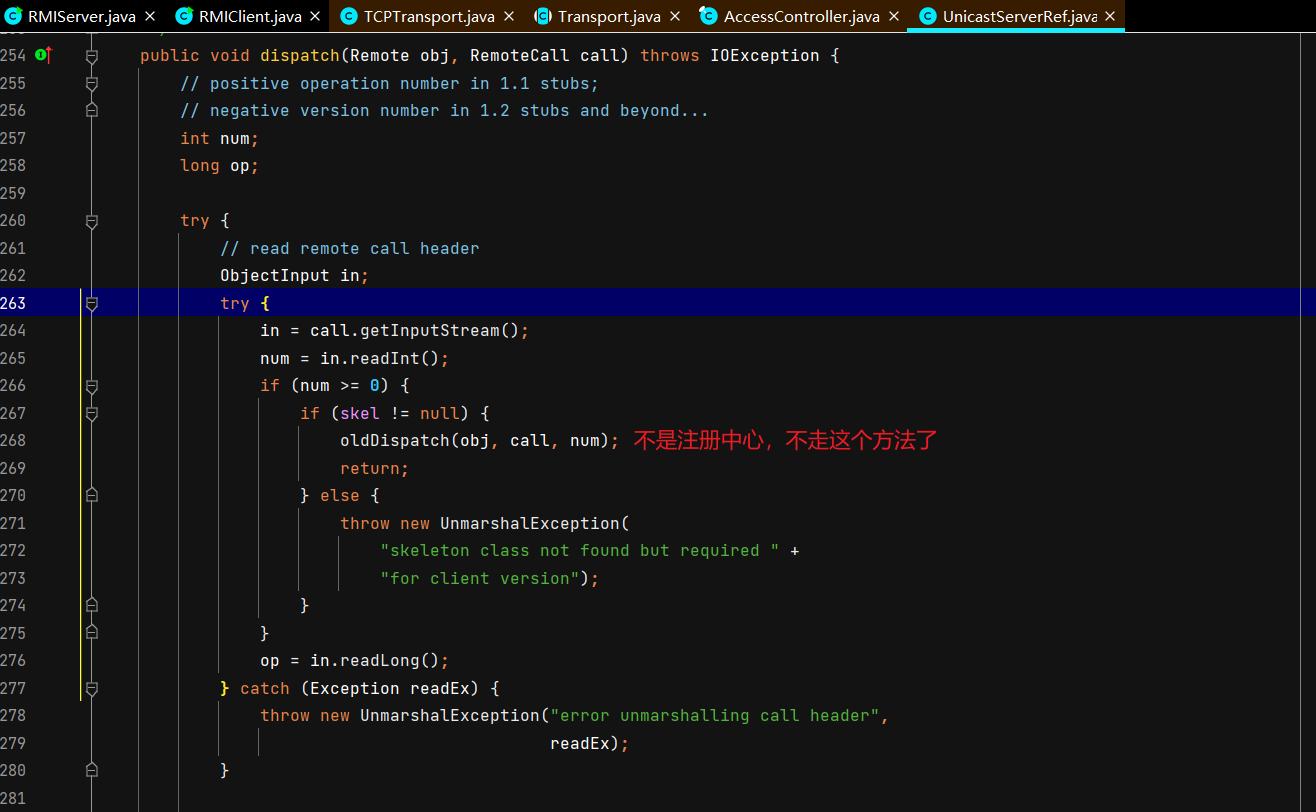 RMIServer.java × RMIClient.java × TCPTransport.java × Transport.java × AccessController.java × UnicastServerRef.java ×
254 public void dispatch(Remote obj, RemoteCall call) throws IOException {
255 // positive operation number in 1.1 stubs;
256 // negative version number in 1.2 stubs and beyond...
257 int num;
258 long op;
259
260 try {
261 // read remote call header
262 ObjectInput in;
263 try {
264 in = call.getInputStream();
265 num = in.readInt();
266 if (num >= 0) {
267 if (skel != null) {
268 oldDispatch(obj, call, num); 不是注册中心，不走这个方法了
269 return;
270 } else {
271 throw new UnmarshalException(
272 "skeleton class not found but required " +
273 "for client version");
274 }
275 }
276 op = in.readLong();
277 } catch (Exception readEx) {
278 throw new UnmarshalException("error unmarshalling call header",
279 readEx);
280 }
281